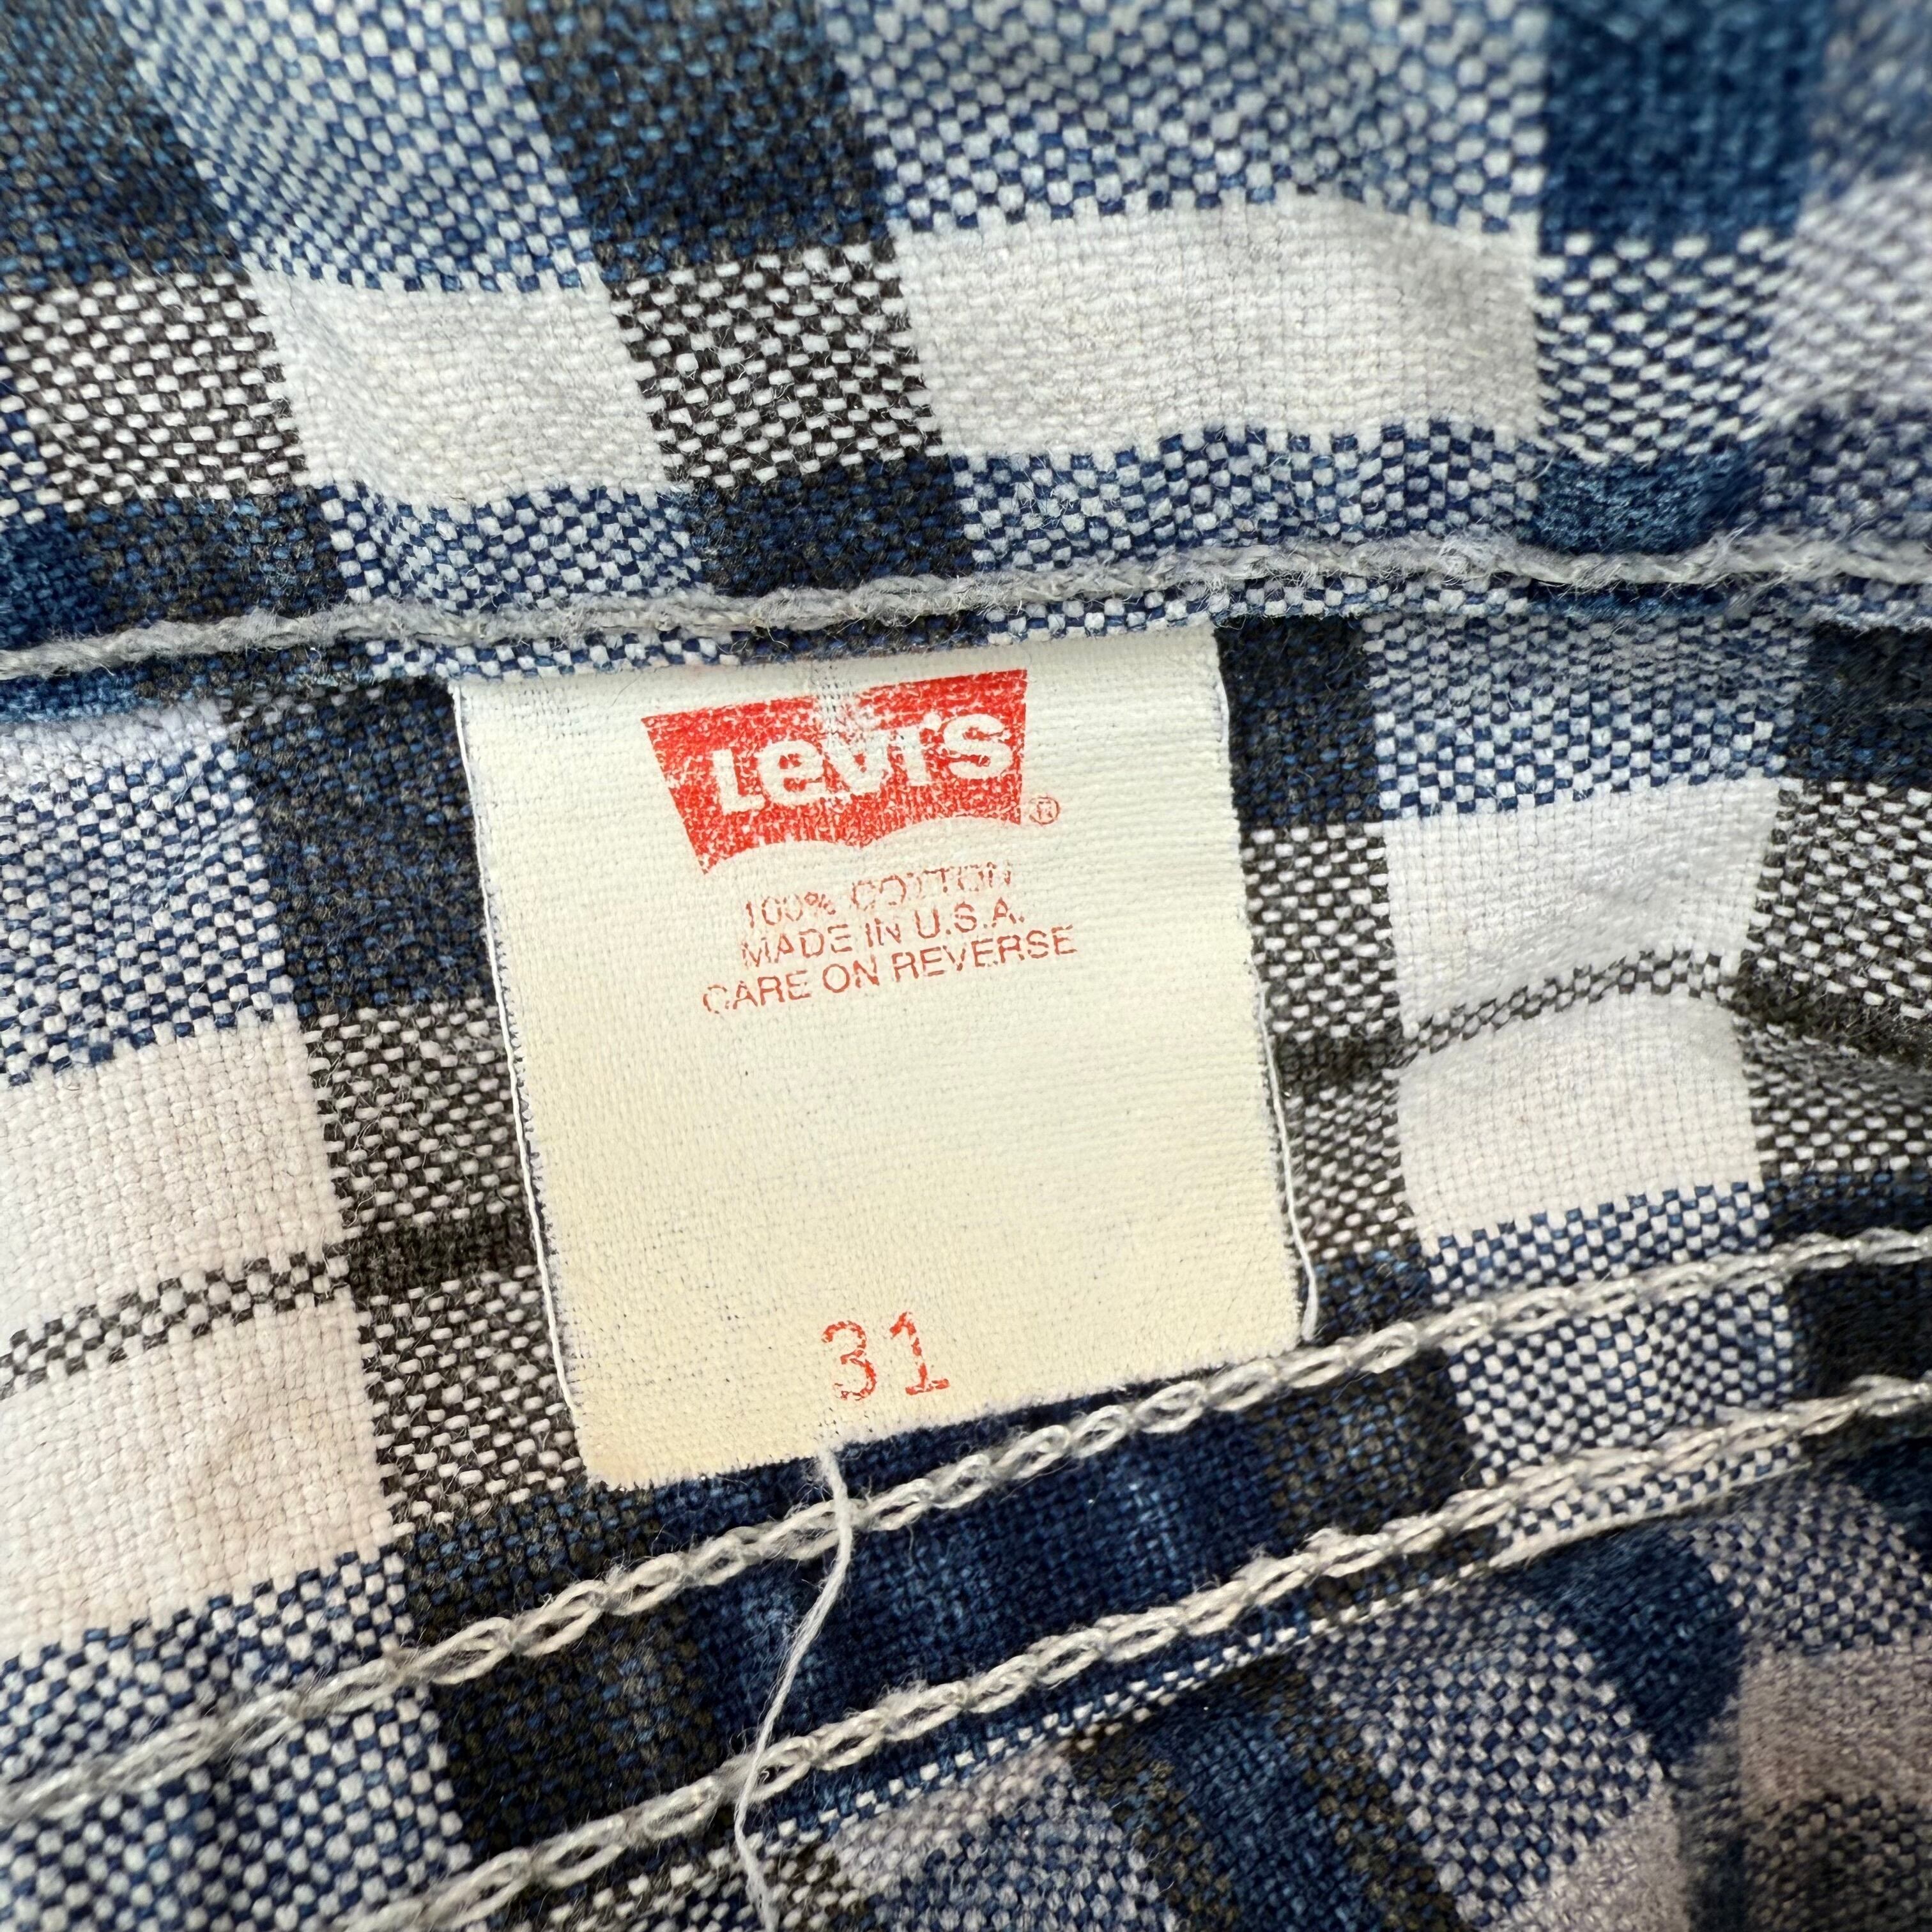 Levi's ®
100% COTTON
MADE IN U.S.A.
CARE ON REVERSE
31